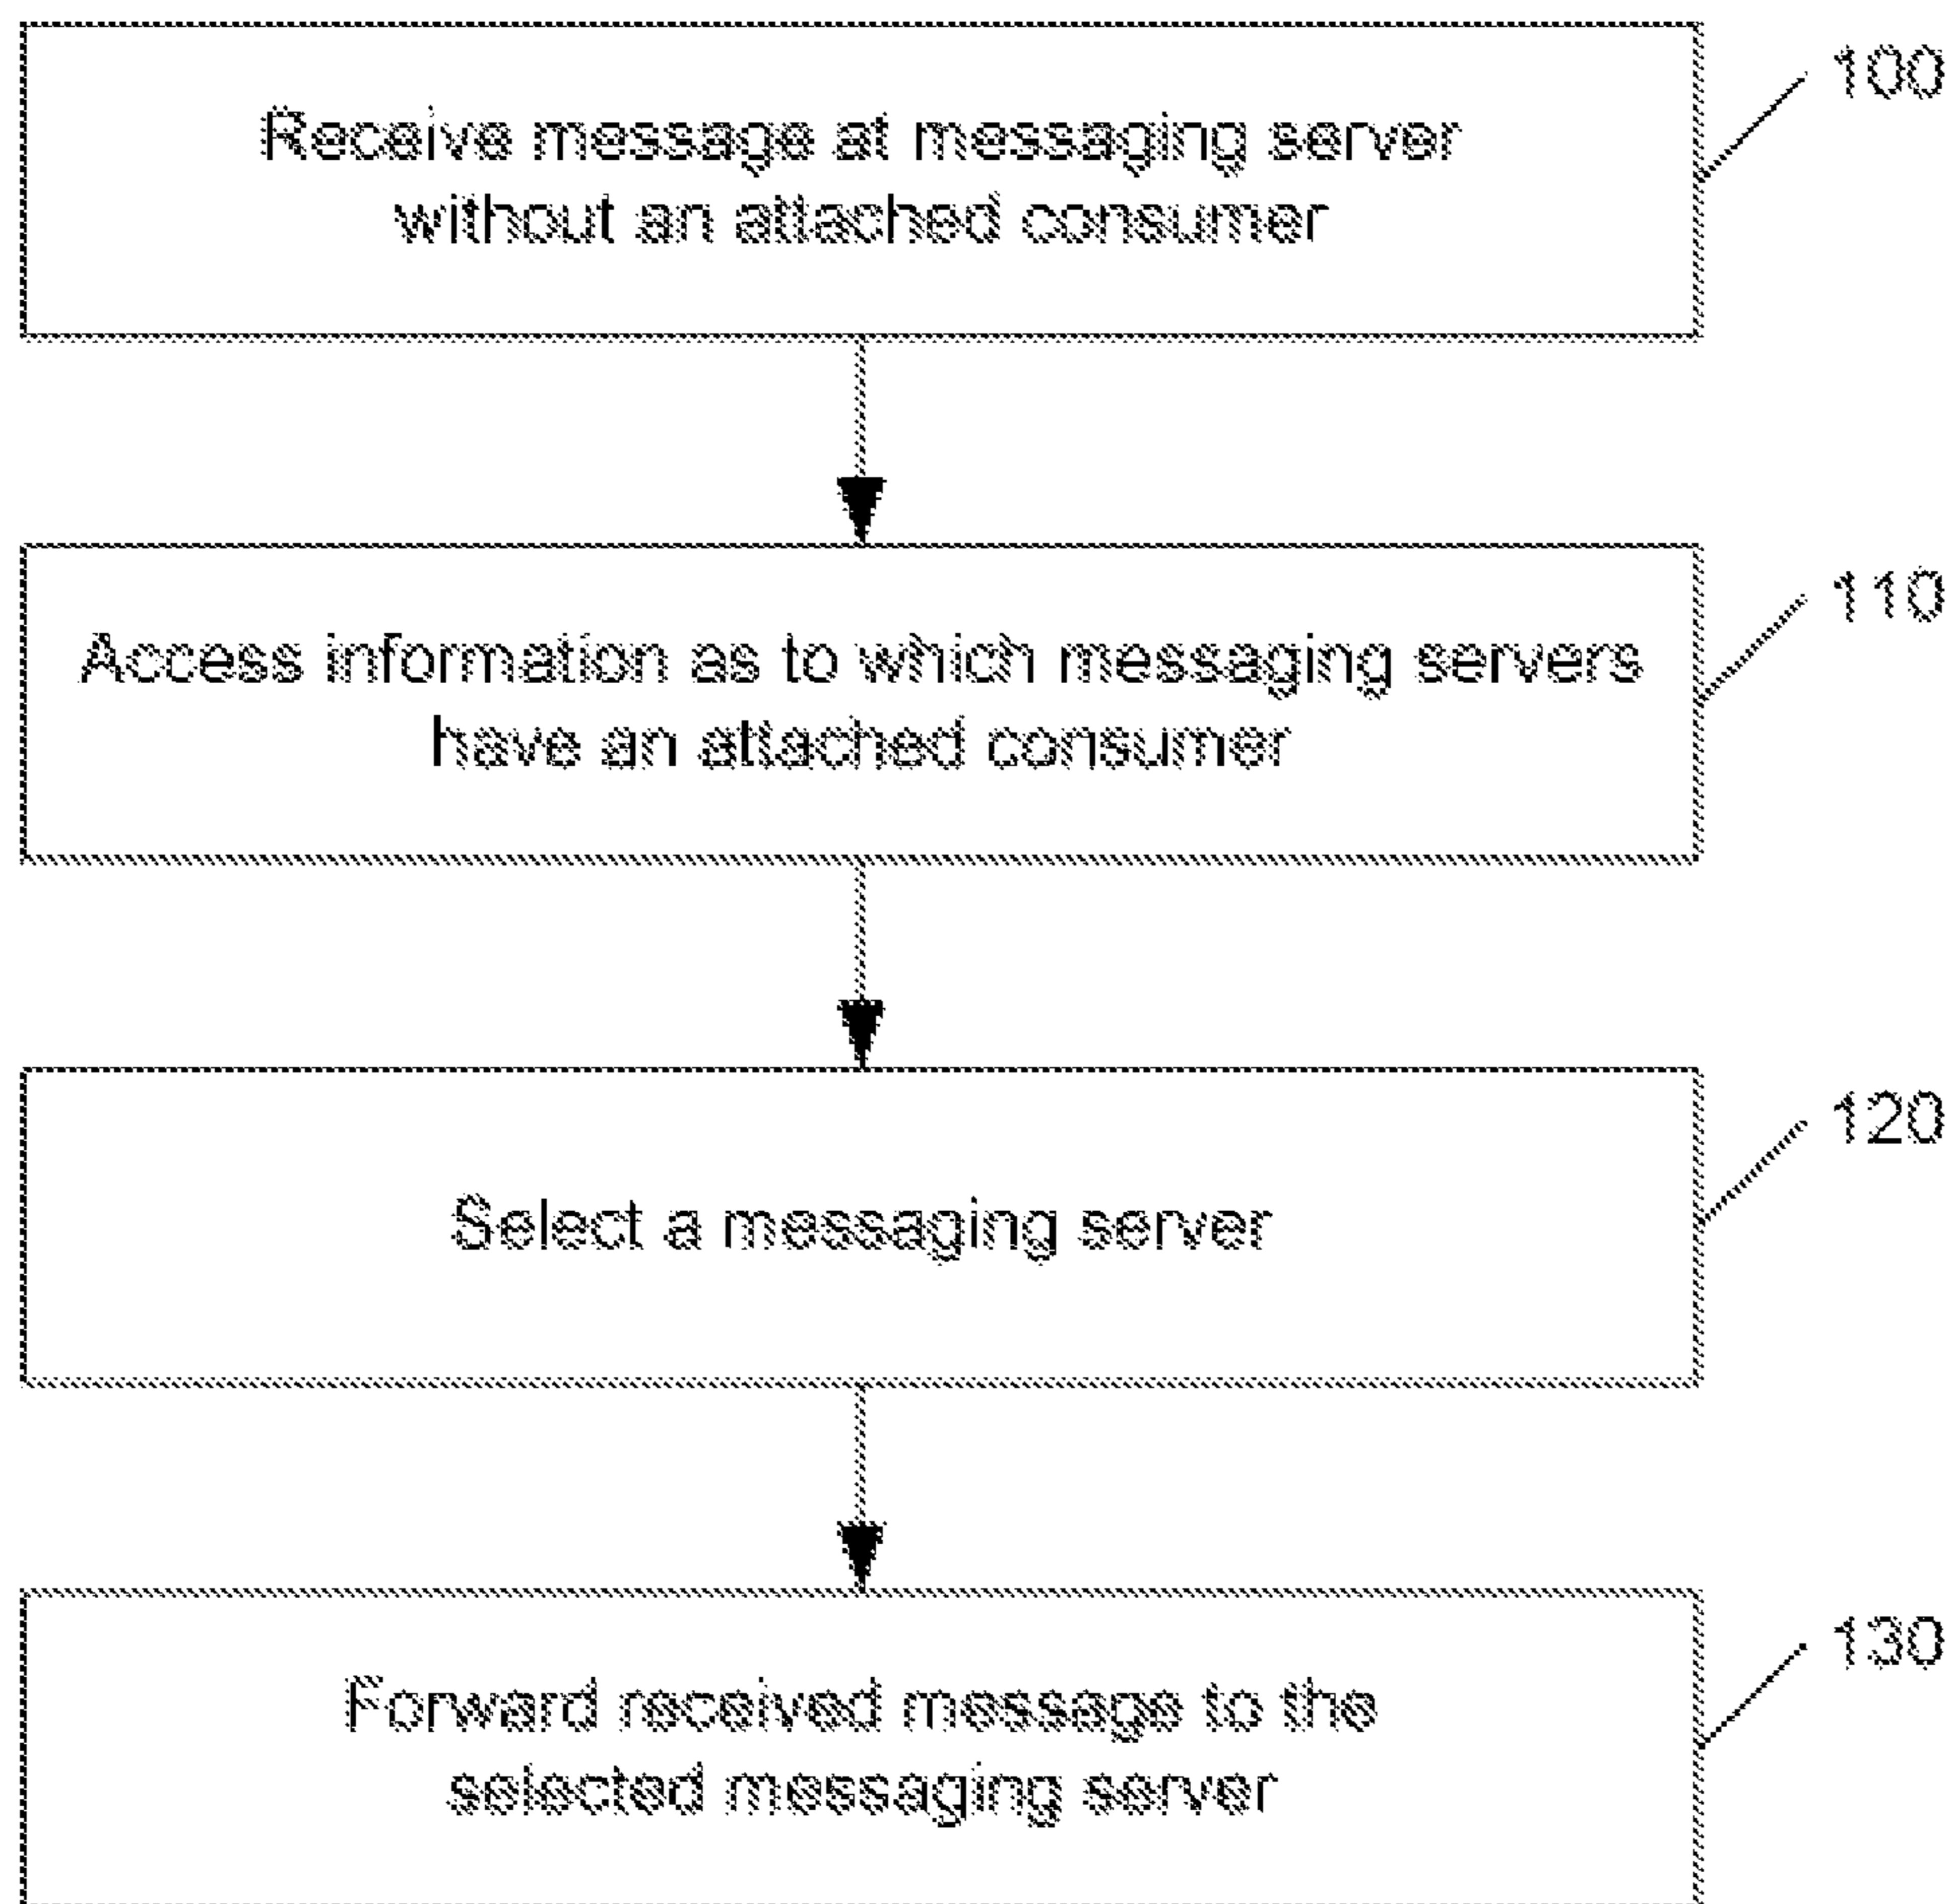 100
Receive message at messaging server
without an attached consumer
110
Access information as to which messaging servers
have an attached consumer
120
Select a messaging server
130
Forward received message to the
selected messaging server